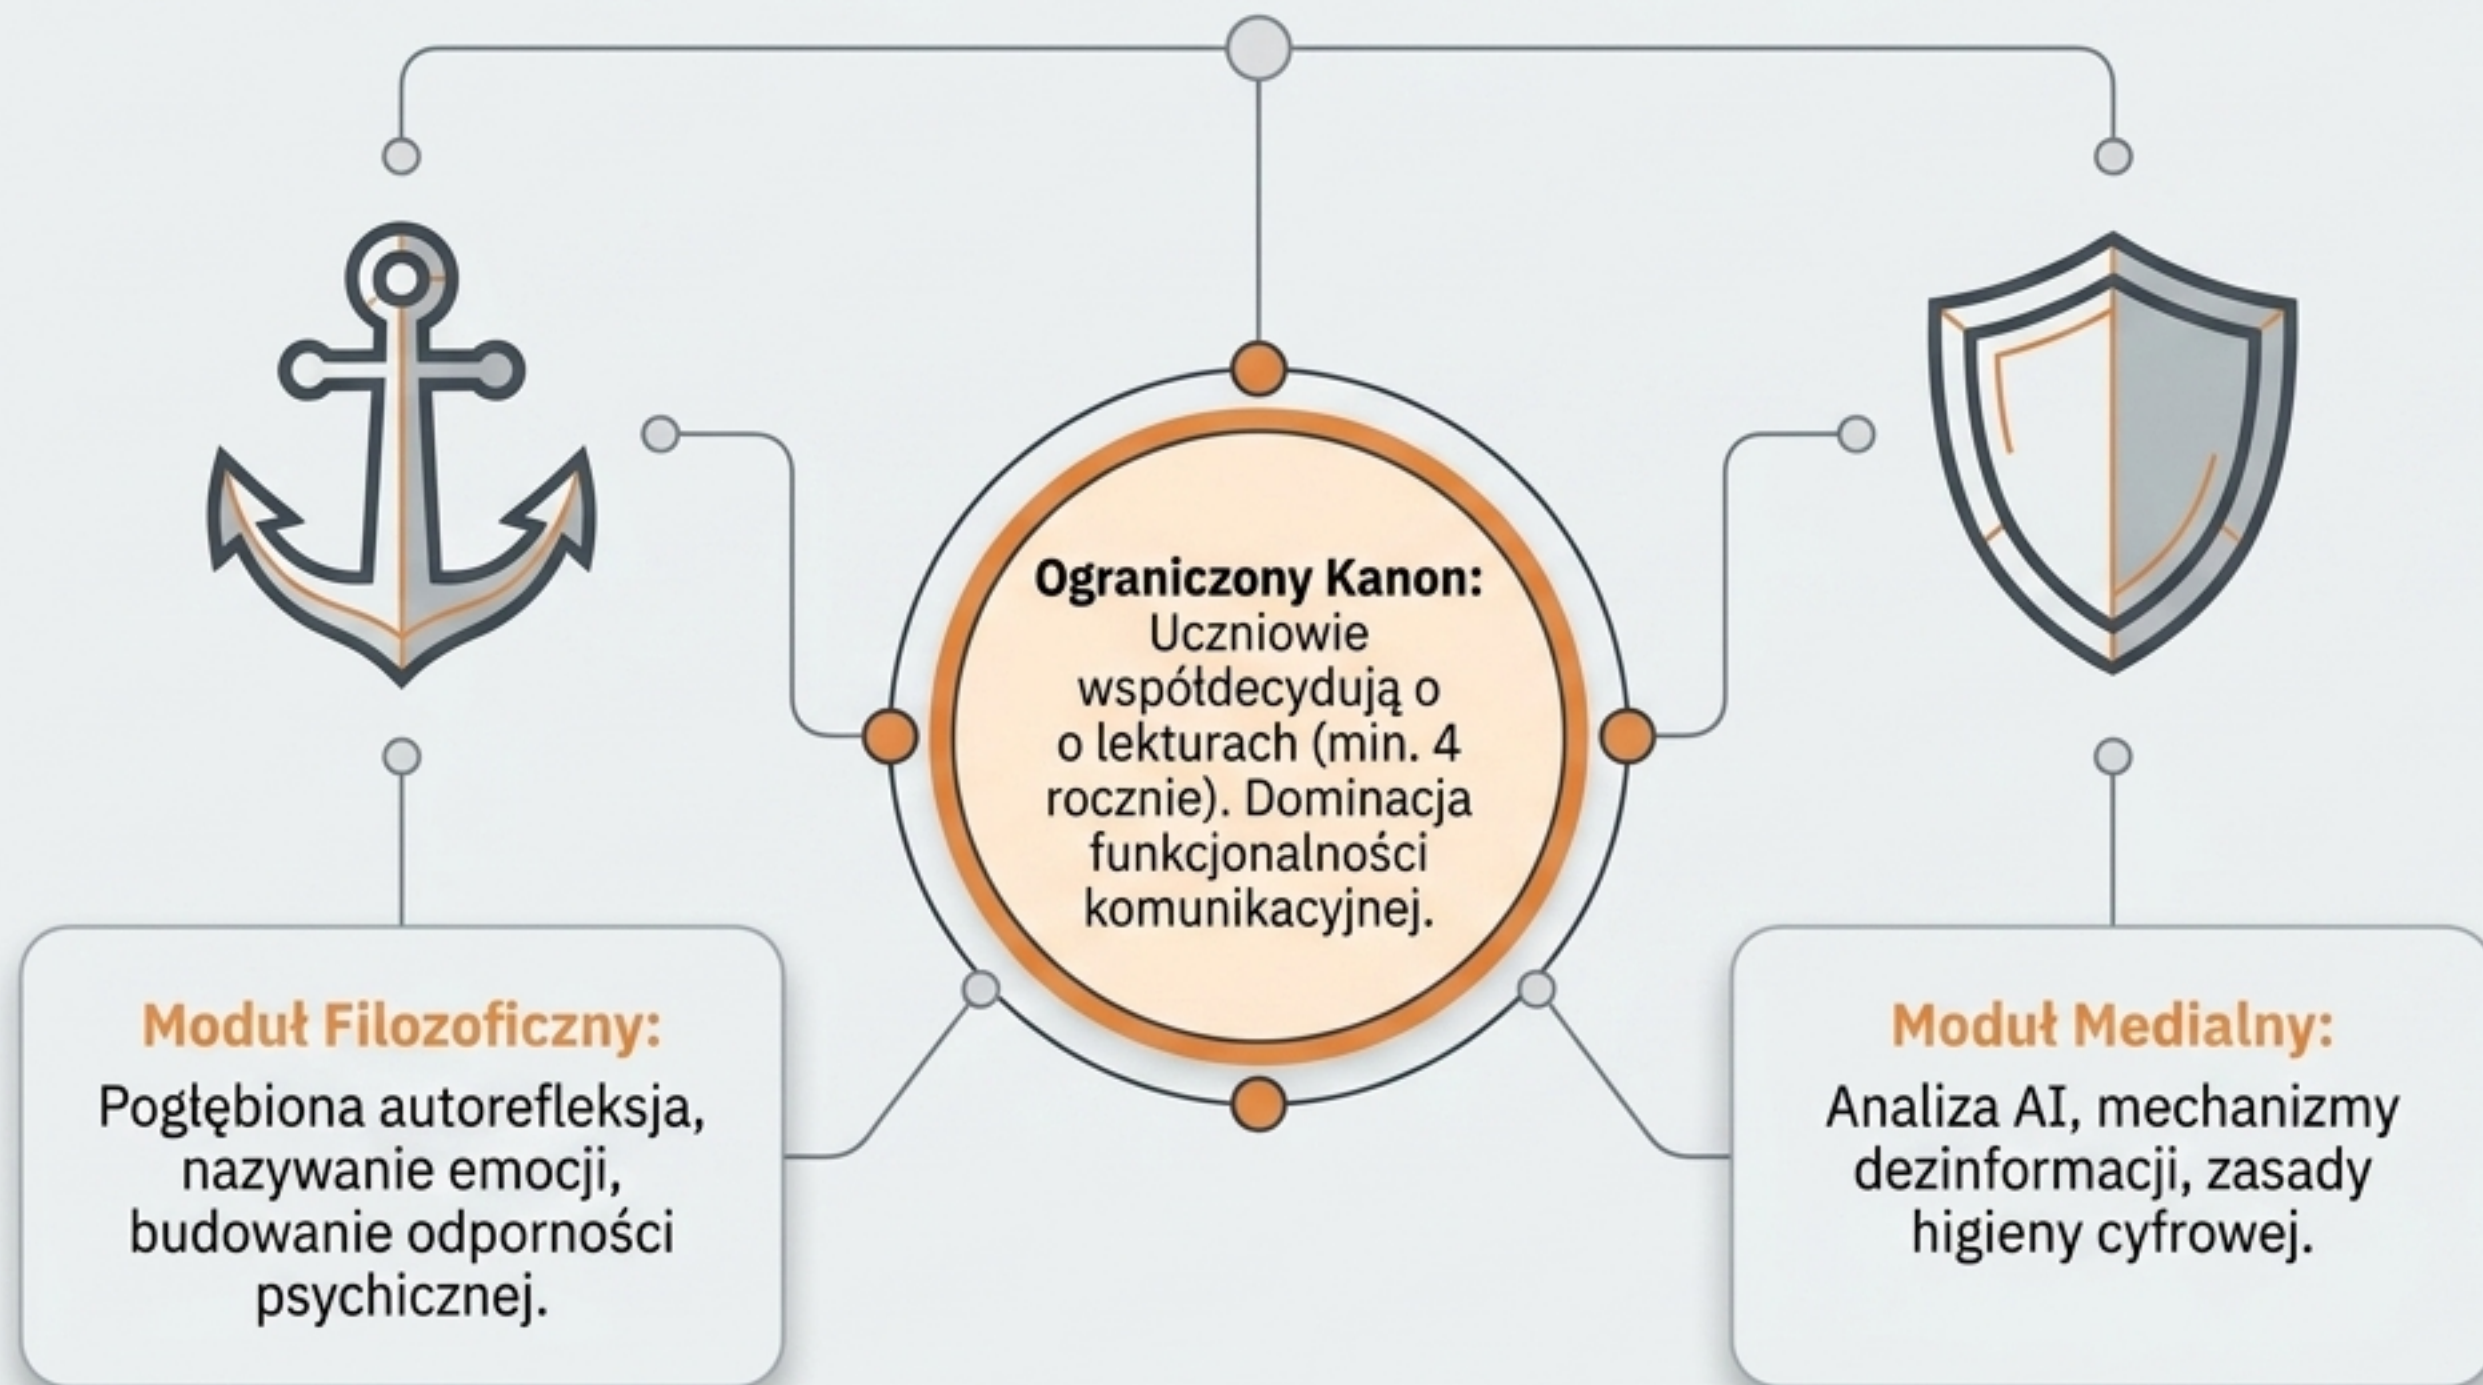 Ograniczony Kanon:
Uczniowie
współdecydują o
o lekturach (min. 4
rocznie). Dominacja
funkcjonalności
komunikacyjnej.
Moduł Filozoficzny:
Pogłębiona autorefleksja,
nazywanie emocji,
budowanie odporności
psychicznej.
Moduł Medialny:
Analiza AI, mechanizmy
dezinformacji, zasady
higieny cyfrowej.